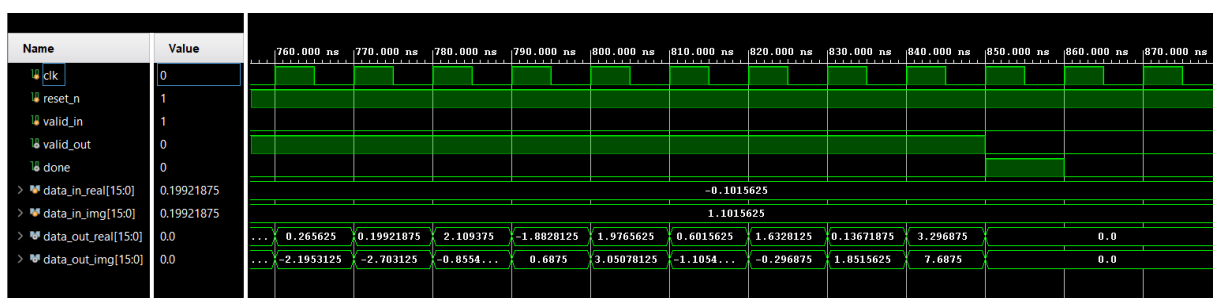 Name Value 760.000 ns 770.000 ns 780.000 ns 790.000 ns 800.000 ns 810.000 ns 820.000 ns 830.000 ns 840.000 ns 850.000 ns 860.000 ns 870.000 ns
clk 0
reset_n 1
valid_in 1
valid_out 0
done 0
data_in_real[15:0] 0.19921875 -0.1015625
data_in_img[15:0] 0.19921875 1.1015625
data_out_real[15:0] 0.0 ... 0.265625 0.19921875 2.109375 -1.8828125 1.9765625 0.6015625 1.6328125 0.13671875 3.296875 0.0
data_out_img[15:0] 0.0 ... -2.1953125 -2.703125 -0.8554... 0.6875 3.05078125 -1.1054... -0.296875 1.8515625 7.6875 0.0